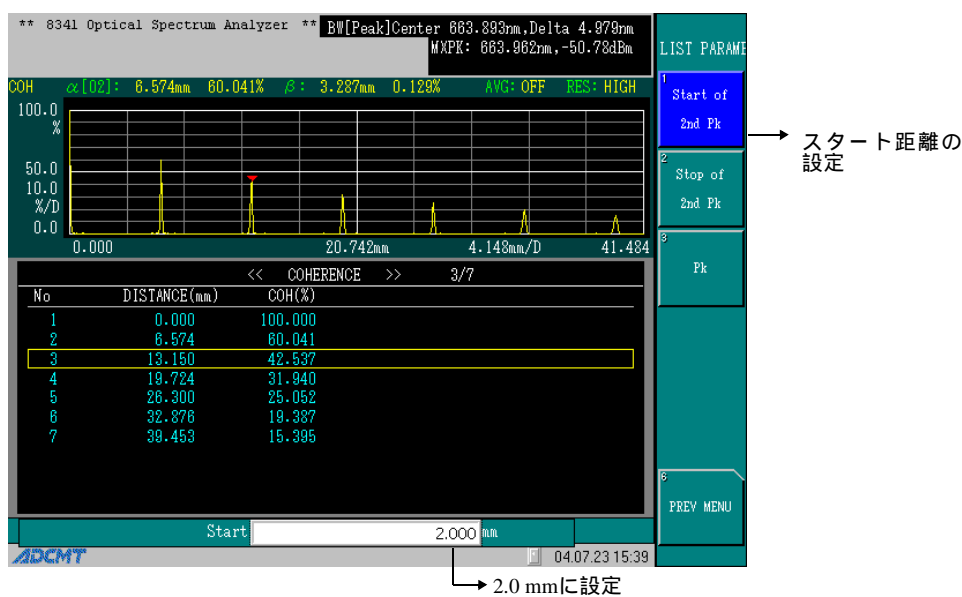 ** 8341 Optical Spectrum Analyzer **
BW[Peak]Center 663.893nm,Delta 4.979nm
MXPK: 663.962nm,-50.78dBm
LIST PARAME
COH α[02]: 6.574mm 60.041% β: 3.287mm 0.129% AVG: OFF RES: HIGH
100.0
%
50.0
10.0
%/D
0.0
0.000 20.742mm 4.148mm/D 41.484
1
Start of
2nd Pk
スタート距離の
設定
2
Stop of
2nd Pk
3
Pk
<< COHERENCE >> 3/7
No DISTANCE(mm) COH(%)
1 0.000 100.000
2 6.574 60.041
3 13.150 42.537
4 19.724 31.940
5 26.300 25.052
6 32.876 19.387
7 39.453 15.395
6
PREV MENU
Start 2.000 mm
ADCMT 04.07.23 15:39
2.0 mmに設定